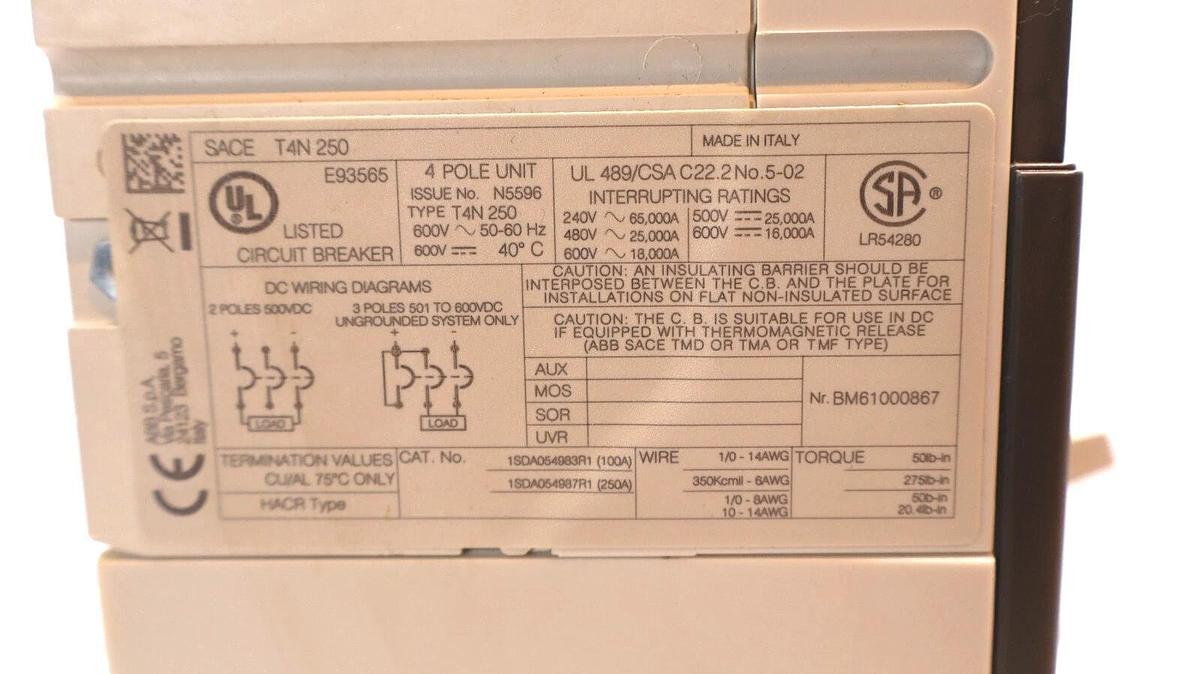 SACE T4N 250
MADE IN ITALY
UL
E93565
LISTED
CIRCUIT BREAKER
4 POLE UNIT
ISSUE No. N5596
TYPE T4N 250
600V ~ 50-60 Hz
600V ⎓ 40° C
UL 489/CSA C22.2 No.5-02
INTERRUPTING RATINGS
240V ~ 65,000A
480V ~ 25,000A
600V ~ 18,000A
500V ⎓ 25,000A
600V ⎓ 16,000A
SA ®
LR54280
DC WIRING DIAGRAMS
2 POLES 500VDC
3 POLES 501 TO 600VDC
UNGROUNDED SYSTEM ONLY
+ -
+ -
LOAD
LOAD
CAUTION: AN INSULATING BARRIER SHOULD BE
INTERPOSED BETWEEN THE C.B. AND THE PLATE FOR
INSTALLATIONS ON FLAT NON-INSULATED SURFACE
CAUTION: THE C. B. IS SUITABLE FOR USE IN DC
IF EQUIPPED WITH THERMOMAGNETIC RELEASE
(ABB SACE TMD OR TMA OR TMF TYPE)
AUX
MOS
SOR
UVR
Nr. BM61000867
ABB S.p.A.
Via Pescaria, 5
24123 Bergamo
Italy
CE
TERMINATION VALUES
CU/AL 75°C ONLY
HACR Type
CAT. No.
1SDA054983R1 (100A)
1SDA054987R1 (250A)
WIRE
1/0 - 14AWG
350Kcmil - 6AWG
1/0 - 8AWG
10 - 14AWG
TORQUE
50lb-in
275lb-in
50lb-in
20.4lb-in